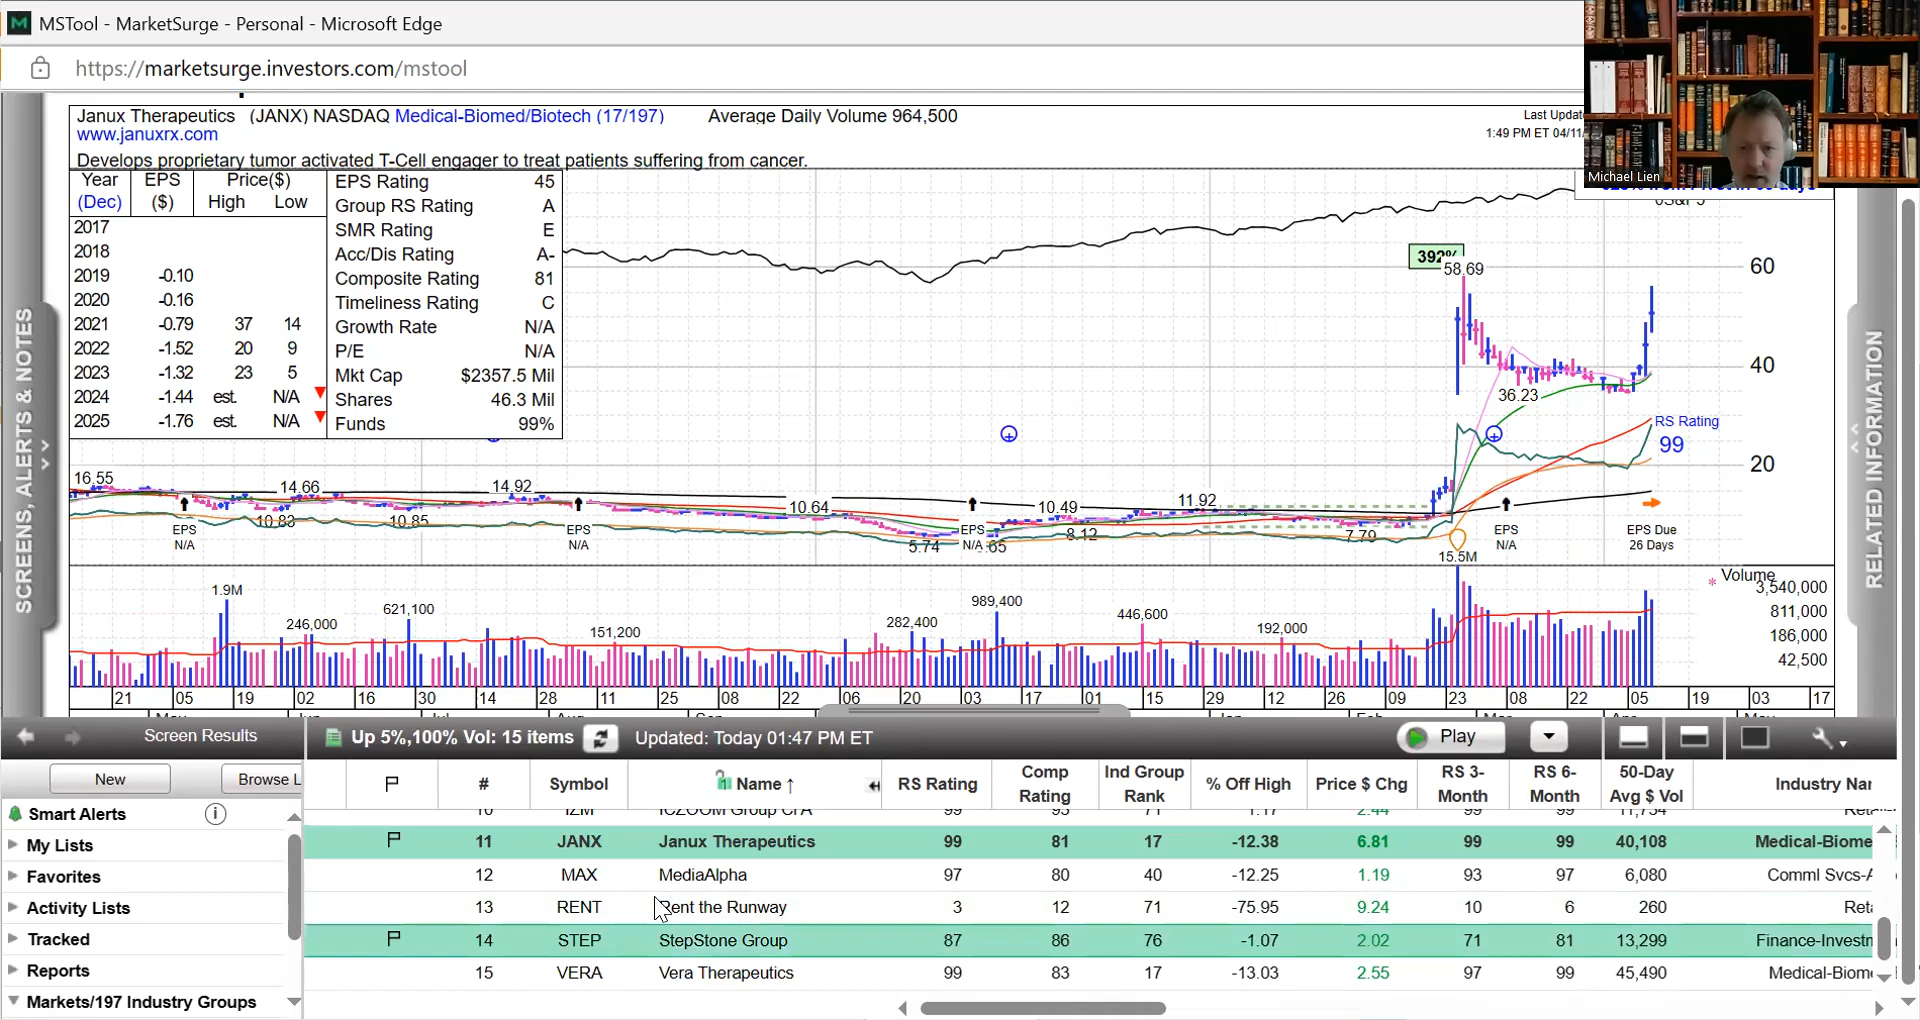 MSTool - MarketSurge - Personal - Microsoft Edge
https://marketsurge.investors.com/mstool
Janux Therapeutics (JANX) NASDAQ Medical-Biomed/Biotech (17/197) Average Daily Volume 964,500
www.januxrx.com
Develops proprietary tumor activated T-Cell engager to treat patients suffering from cancer.
Last Update
1:49 PM ET 04/11/
Michael Lien
Year EPS Price($)
(Dec) ($) High Low
2017
2018
2019 -0.10
2020 -0.16
2021 -0.79 37 14
2022 -1.52 20 9
2023 -1.32 23 5
2024 -1.44 est. N/A
2025 -1.76 est. N/A
EPS Rating 45
Group RS Rating A
SMR Rating E
Acc/Dis Rating A-
Composite Rating 81
Timeliness Rating C
Growth Rate N/A
P/E N/A
Mkt Cap $2357.5 Mil
Shares 46.3 Mil
Funds 99%
392%
58.69
60
40
36.23
RS Rating
99
20
16.55 14.66 14.92 10.64 10.49 11.92
10.83 10.85 5.74 8.12 7.79
EPS N/A
EPS N/A
EPS N/A
EPS N/A
EPS Due
26 Days
15.5M
* Volume
3,540,000
811,000
186,000
42,500
1.9M 246,000 621,100 151,200 282,400 989,400 446,600 192,000
21 05 19 02 16 30 14 28 11 25 08 22 06 20 03 17 01 15 29 12 26 09 23 08 22 05 19 03 17
SCREENS, ALERTS & NOTES
RELATED INFORMATION
Screen Results
Up 5%,100% Vol: 15 items Updated: Today 01:47 PM ET
Play
New Browse L
Smart Alerts
My Lists
Favorites
Activity Lists
Tracked
Reports
Markets/197 Industry Groups
# Symbol Name ↑ RS Rating Comp Rating Ind Group Rank % Off High Price $ Chg RS 3-Month RS 6-Month 50-Day Avg $ Vol Industry Nar
11 JANX Janux Therapeutics 99 81 17 -12.38 6.81 99 99 40,108 Medical-Biome
12 MAX MediaAlpha 97 80 40 -12.25 1.19 93 97 6,080 Comml Svcs-A
13 RENT Rent the Runway 3 12 71 -75.95 9.24 10 6 260 Reta
14 STEP StepStone Group 87 86 76 -1.07 2.02 71 81 13,299 Finance-Investn
15 VERA Vera Therapeutics 99 83 17 -13.03 2.55 97 99 45,490 Medical-Biome